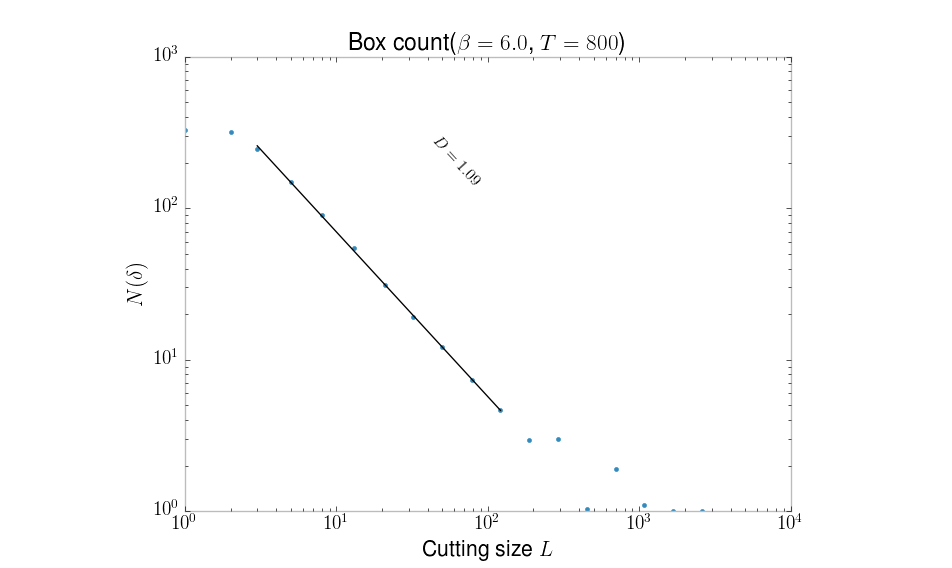 Box count(β = 6.0, T = 800)
10³
D = 1.09
10²
N(δ)
10¹
10⁰
10⁰ 10¹ 10² 10³ 10⁴
Cutting size L